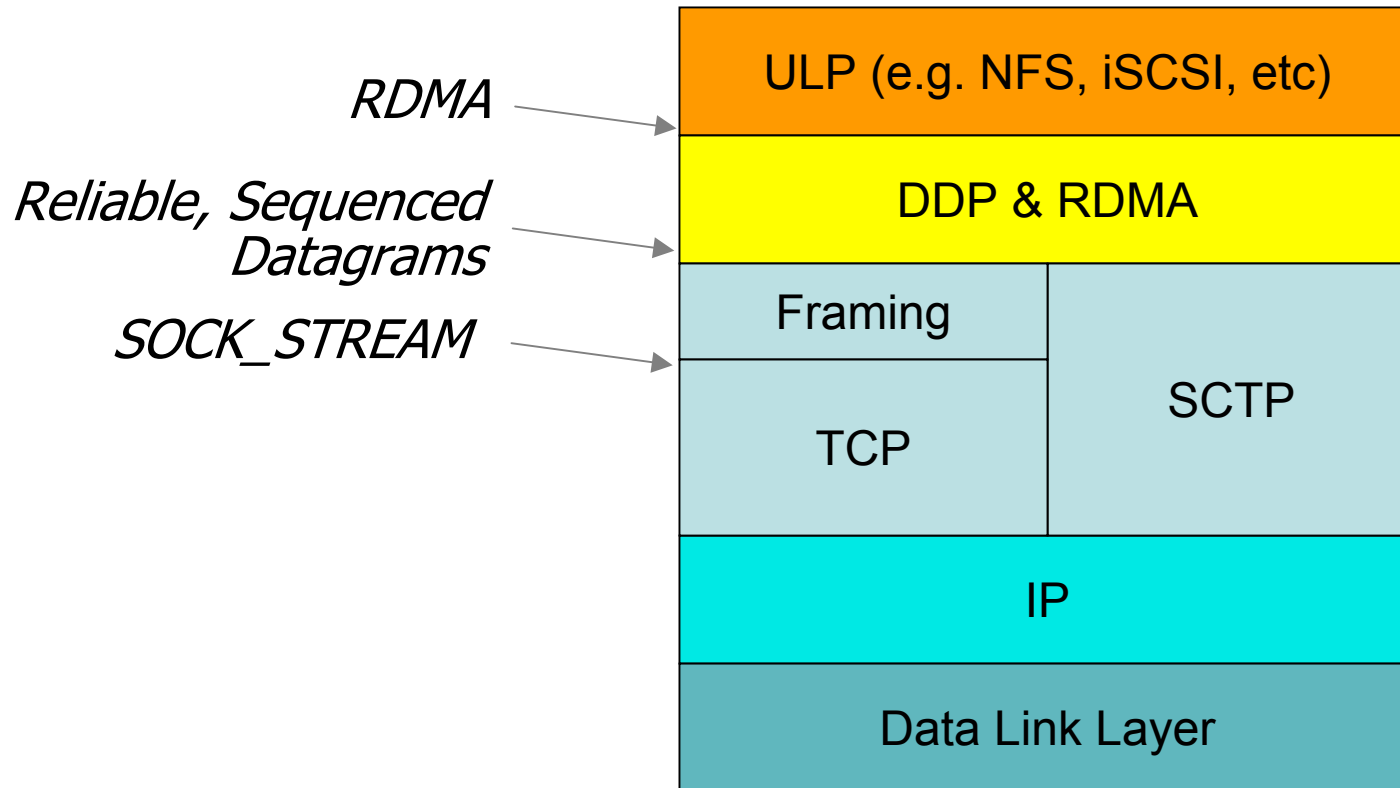 ULP (e.g. NFS, iSCSI, etc)
RDMA
DDP & RDMA
Reliable, Sequenced
Datagrams
Framing
SOCK_STREAM
SCTP
TCP
IP
Data Link Layer